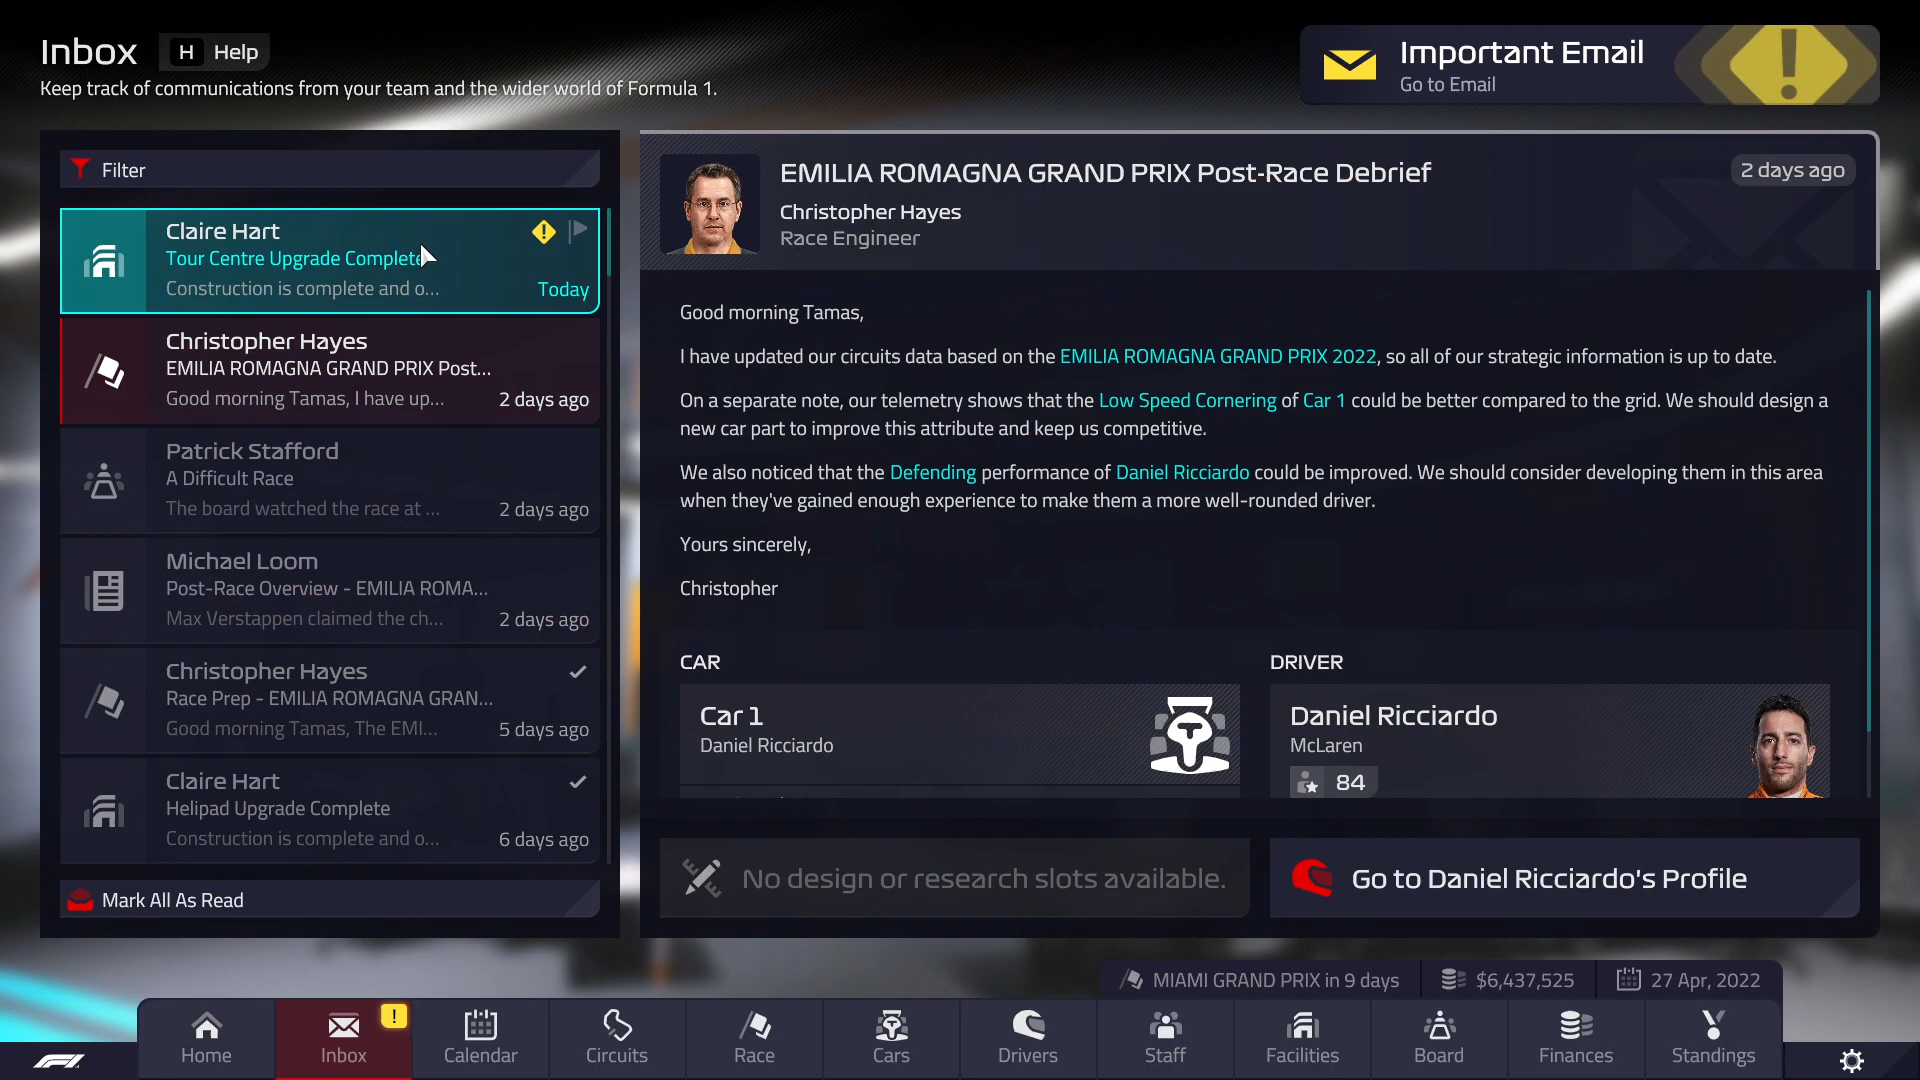 Inbox
H Help
Keep track of communications from your team and the wider world of Formula 1.
Important Email
Go to Email
Filter
Claire Hart
Tour Centre Upgrade Complete
Construction is complete and o...
Today
Christopher Hayes
EMILIA ROMAGNA GRAND PRIX Post...
Good morning Tamas, I have up...
2 days ago
Patrick Stafford
A Difficult Race
The board watched the race at ...
2 days ago
Michael Loom
Post-Race Overview - EMILIA ROMA...
Max Verstappen claimed the ch...
2 days ago
Christopher Hayes
Race Prep - EMILIA ROMAGNA GRAN...
Good morning Tamas, The EMI...
5 days ago
Claire Hart
Helipad Upgrade Complete
Construction is complete and o...
6 days ago
Mark All As Read
EMILIA ROMAGNA GRAND PRIX Post-Race Debrief
2 days ago
Christopher Hayes
Race Engineer
Good morning Tamas,
I have updated our circuits data based on the EMILIA ROMAGNA GRAND PRIX 2022, so all of our strategic information is up to date.
On a separate note, our telemetry shows that the Low Speed Cornering of Car 1 could be better compared to the grid. We should design a
new car part to improve this attribute and keep us competitive.
We also noticed that the Defending performance of Daniel Ricciardo could be improved. We should consider developing them in this area
when they've gained enough experience to make them a more well-rounded driver.
Yours sincerely,
Christopher
CAR
Car 1
Daniel Ricciardo
DRIVER
Daniel Ricciardo
McLaren
84
No design or research slots available.
Go to Daniel Ricciardo's Profile
MIAMI GRAND PRIX in 9 days
$6,437,525
27 Apr, 2022
Home
Inbox
!
Calendar
Circuits
Race
Cars
Drivers
Staff
Facilities
Board
Finances
Standings